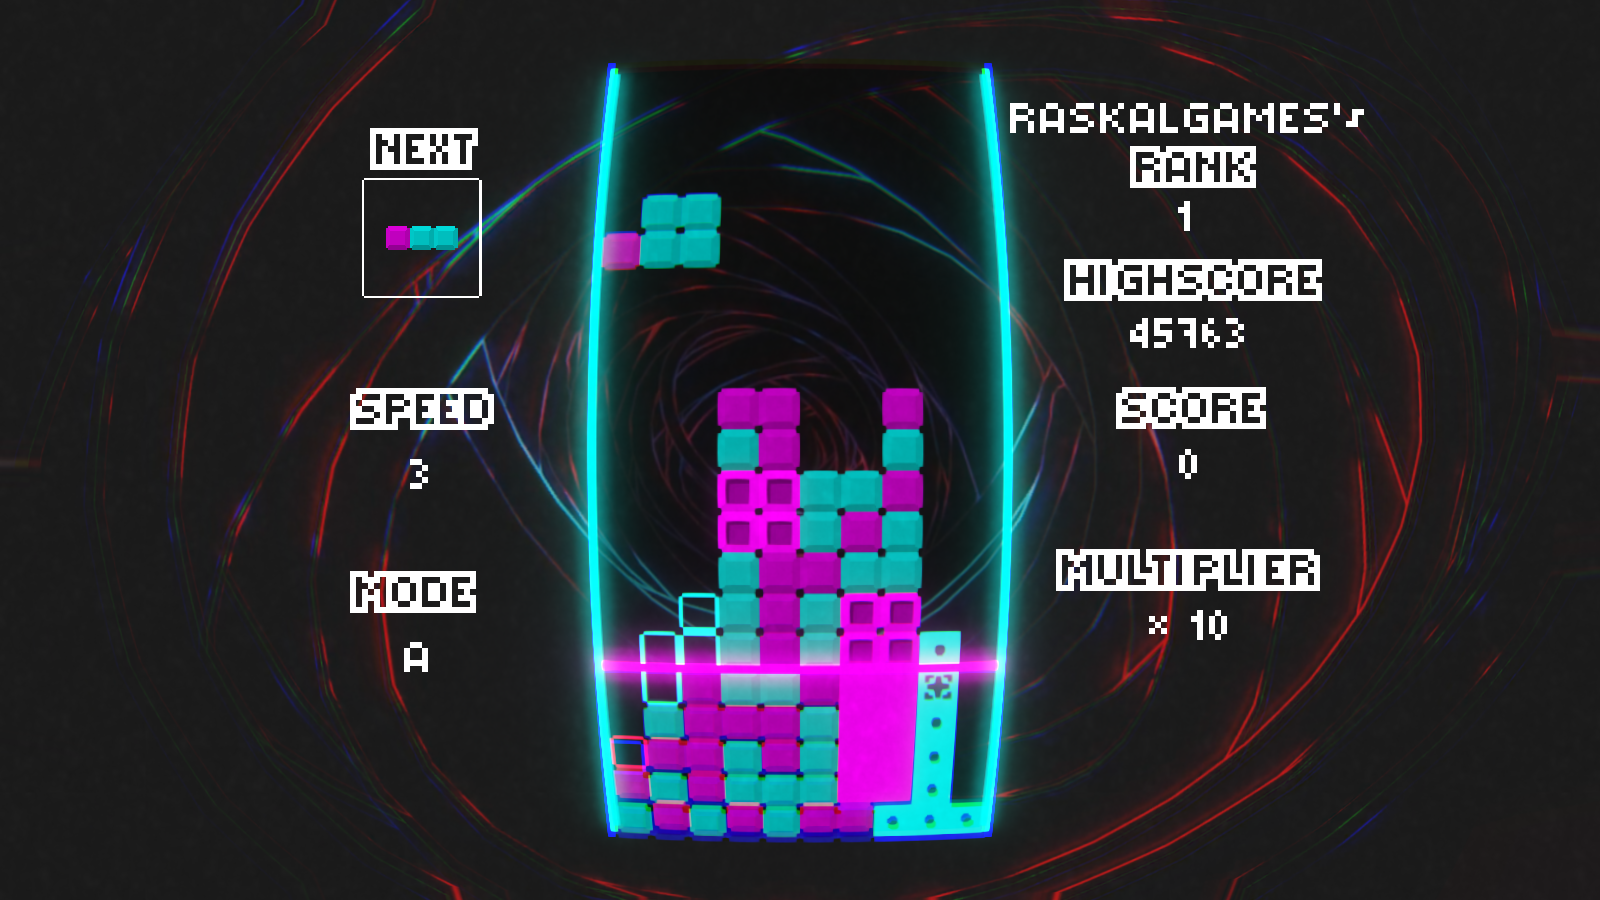 NEXT
SPEED
3
MODE
A
RASKALGAMES's
RANK
1
HIGHSCORE
45763
SCORE
0
MULTIPLIER
x 10